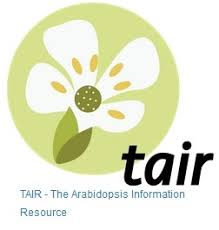 tair
TAIR - The Arabidopsis Information
Resource